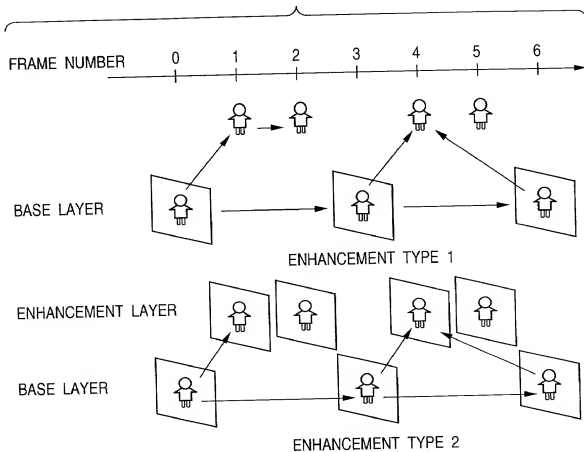 FRAME NUMBER 0 1 2 3 4 5 6
BASE LAYER
ENHANCEMENT TYPE 1
ENHANCEMENT LAYER
BASE LAYER
ENHANCEMENT TYPE 2